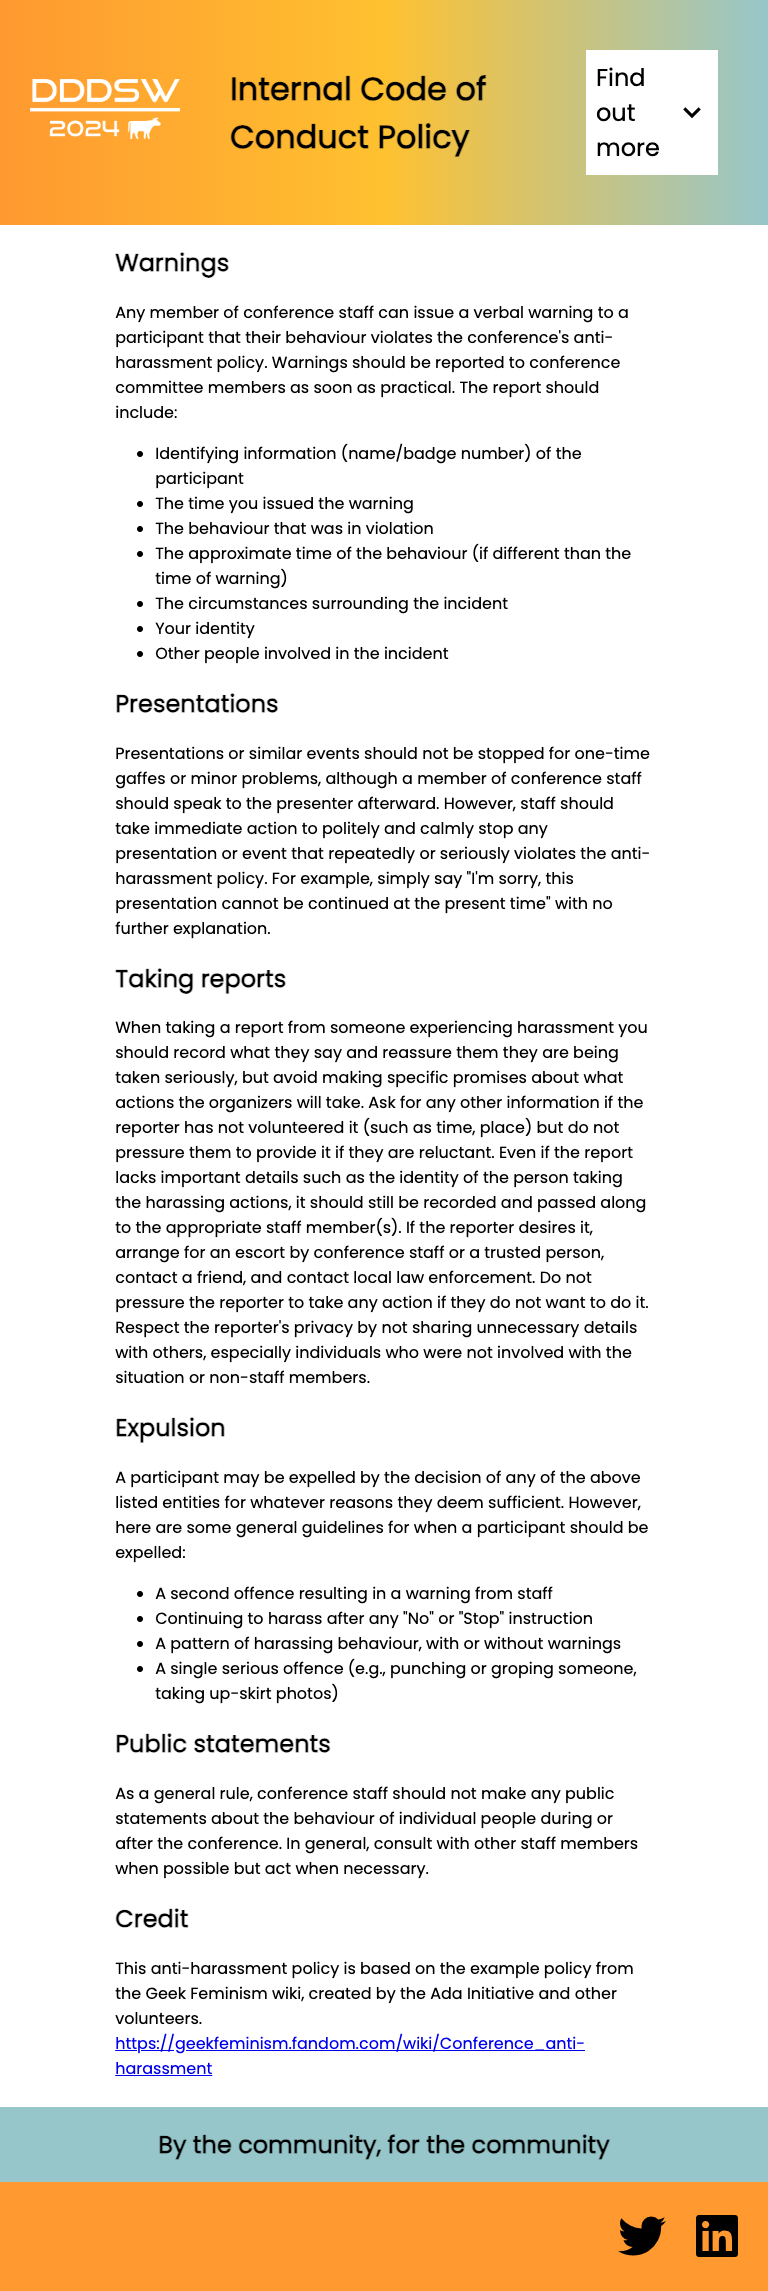 DDDSW
2024
Internal Code of
Conduct Policy
Find
out
more
Warnings
Any member of conference staff can issue a verbal warning to a
participant that their behaviour violates the conference's anti-
harassment policy. Warnings should be reported to conference
committee members as soon as practical. The report should
include:
• Identifying information (name/badge number) of the
participant
• The time you issued the warning
• The behaviour that was in violation
• The approximate time of the behaviour (if different than the
time of warning)
• The circumstances surrounding the incident
• Your identity
• Other people involved in the incident
Presentations
Presentations or similar events should not be stopped for one-time
gaffes or minor problems, although a member of conference staff
should speak to the presenter afterward. However, staff should
take immediate action to politely and calmly stop any
presentation or event that repeatedly or seriously violates the anti-
harassment policy. For example, simply say "I'm sorry, this
presentation cannot be continued at the present time" with no
further explanation.
Taking reports
When taking a report from someone experiencing harassment you
should record what they say and reassure them they are being
taken seriously, but avoid making specific promises about what
actions the organizers will take. Ask for any other information if the
reporter has not volunteered it (such as time, place) but do not
pressure them to provide it if they are reluctant. Even if the report
lacks important details such as the identity of the person taking
the harassing actions, it should still be recorded and passed along
to the appropriate staff member(s). If the reporter desires it,
arrange for an escort by conference staff or a trusted person,
contact a friend, and contact local law enforcement. Do not
pressure the reporter to take any action if they do not want to do it.
Respect the reporter's privacy by not sharing unnecessary details
with others, especially individuals who were not involved with the
situation or non-staff members.
Expulsion
A participant may be expelled by the decision of any of the above
listed entities for whatever reasons they deem sufficient. However,
here are some general guidelines for when a participant should be
expelled:
• A second offence resulting in a warning from staff
• Continuing to harass after any "No" or "Stop" instruction
• A pattern of harassing behaviour, with or without warnings
• A single serious offence (e.g., punching or groping someone,
taking up-skirt photos)
Public statements
As a general rule, conference staff should not make any public
statements about the behaviour of individual people during or
after the conference. In general, consult with other staff members
when possible but act when necessary.
Credit
This anti-harassment policy is based on the example policy from
the Geek Feminism wiki, created by the Ada Initiative and other
volunteers.
https://geekfeminism.fandom.com/wiki/Conference_anti-
harassment
By the community, for the community
in